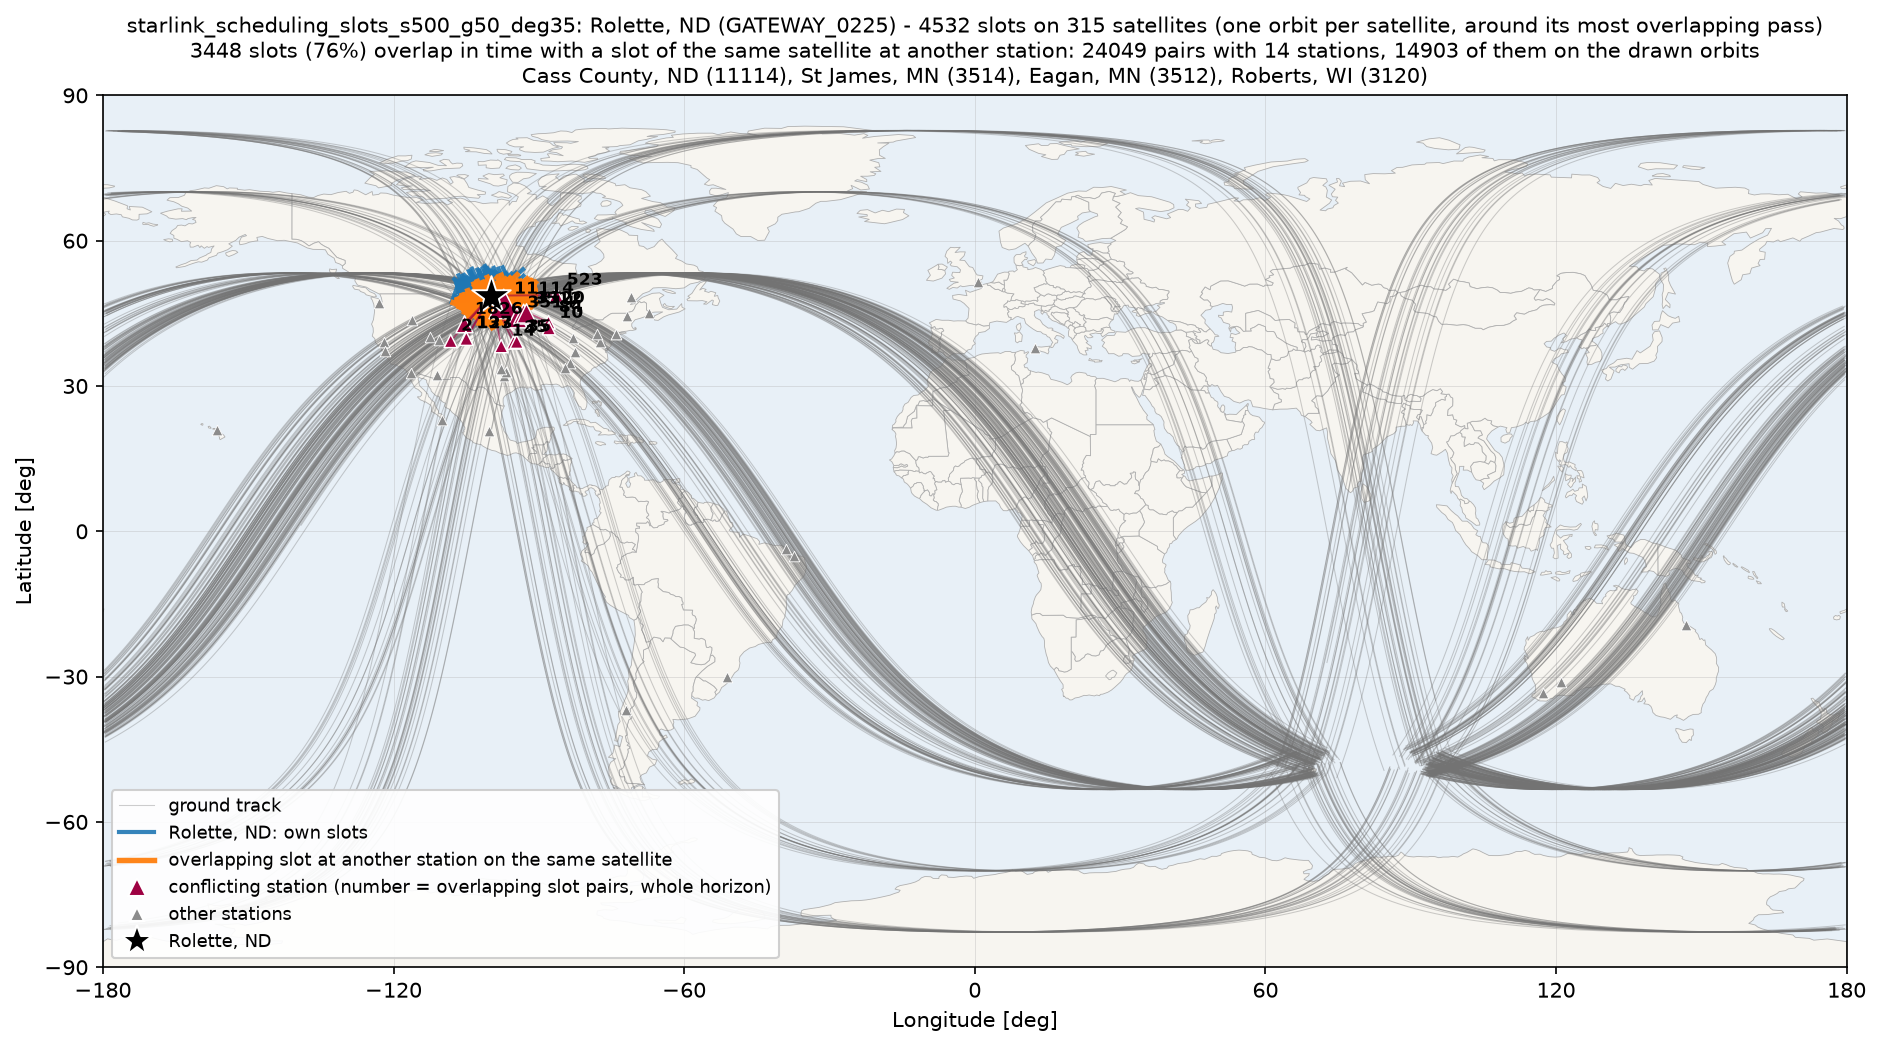 starlink_scheduling_slots_s500_g50_deg35: Rolette, ND (GATEWAY_0225) - 4532 slots on 315 satellites (one orbit per satellite, around its most overlapping pass)
3448 slots (76%) overlap in time with a slot of the same satellite at another station: 24049 pairs with 14 stations, 14903 of them on the drawn orbits
Cass County, ND (11114), St James, MN (3514), Eagan, MN (3512), Roberts, WI (3120)
90
60
30
0
−30
−60
−90
Latitude [deg]
523
11114
10
2
ground track
Rolette, ND: own slots
overlapping slot at another station on the same satellite
conflicting station (number = overlapping slot pairs, whole horizon)
other stations
Rolette, ND
−180 −120 −60 0 60 120 180
Longitude [deg]